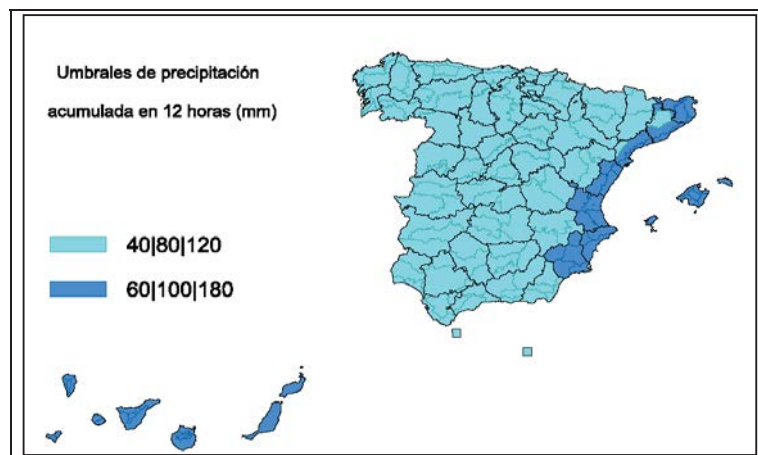 Umbrales de precipitación
acumulada en 12 horas (mm)
40|80|120
60|100|180